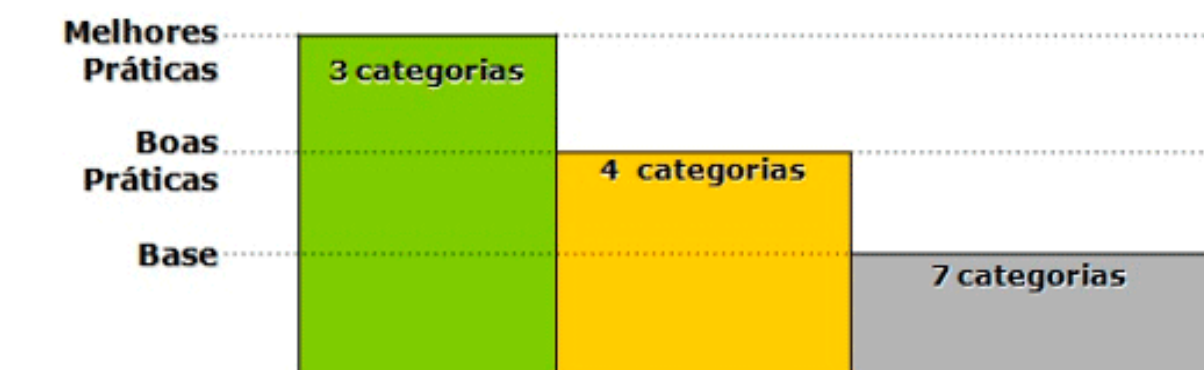 Melhores
Práticas
3 categorias
Boas
Práticas
4 categorias
Base
7 categorias